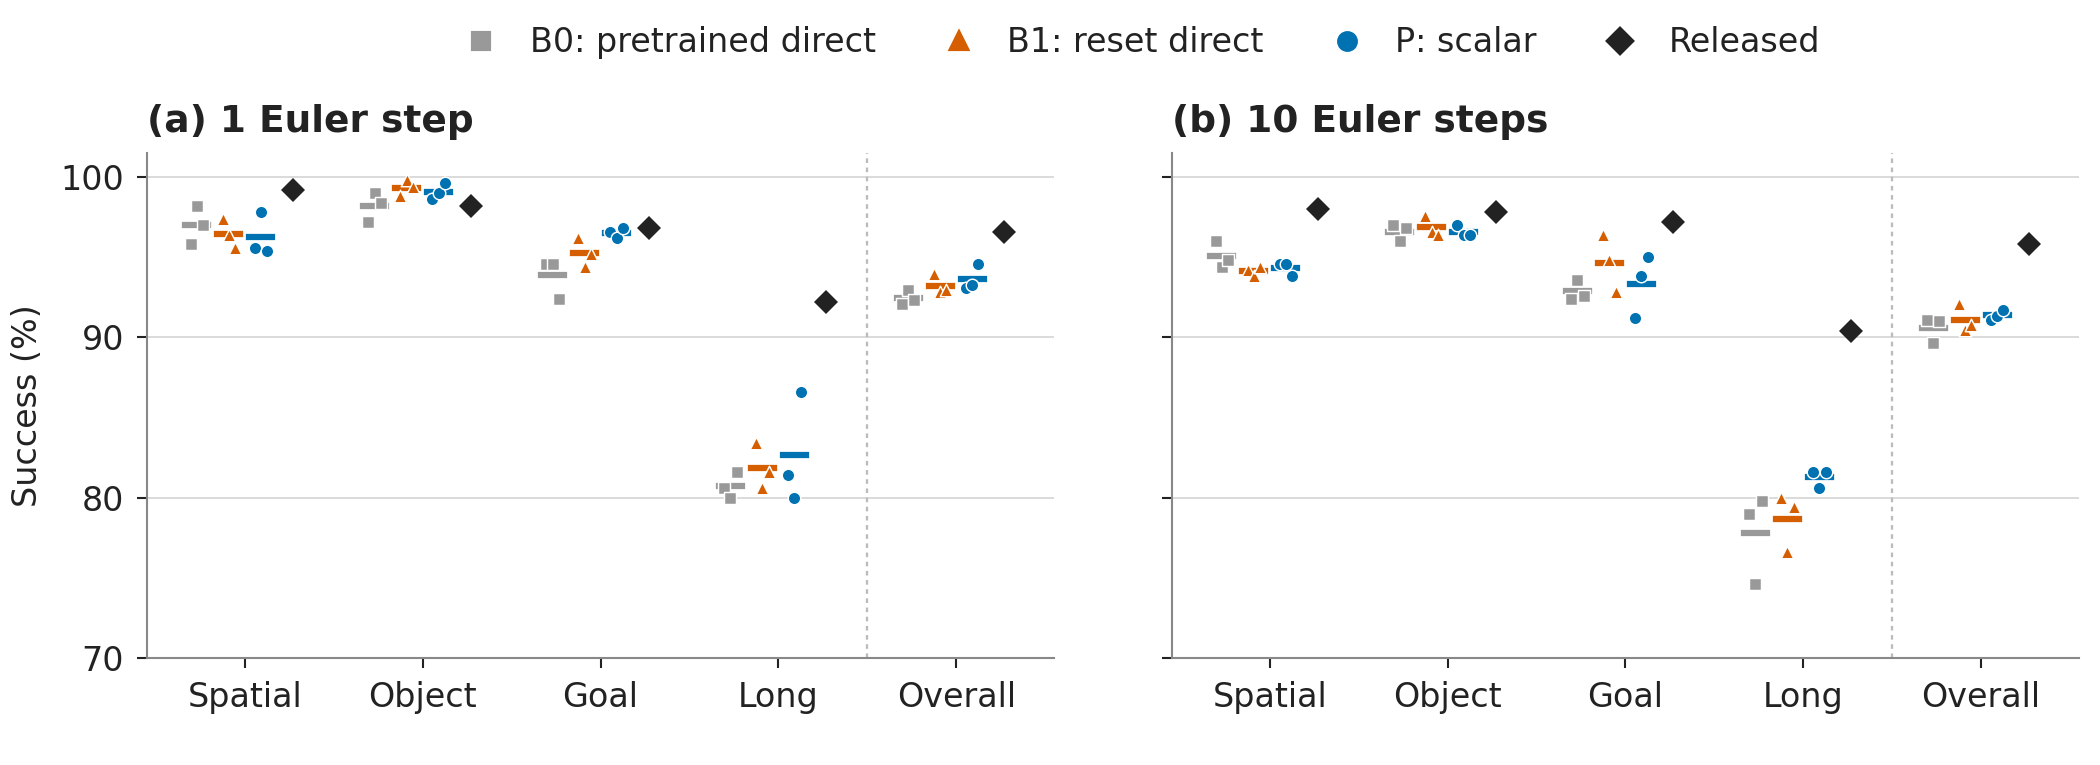 B0: pretrained direct B1: reset direct P: scalar Released
(a) 1 Euler step
(b) 10 Euler steps
Success (%)
100
90
80
70
Spatial Object Goal Long Overall
Spatial Object Goal Long Overall